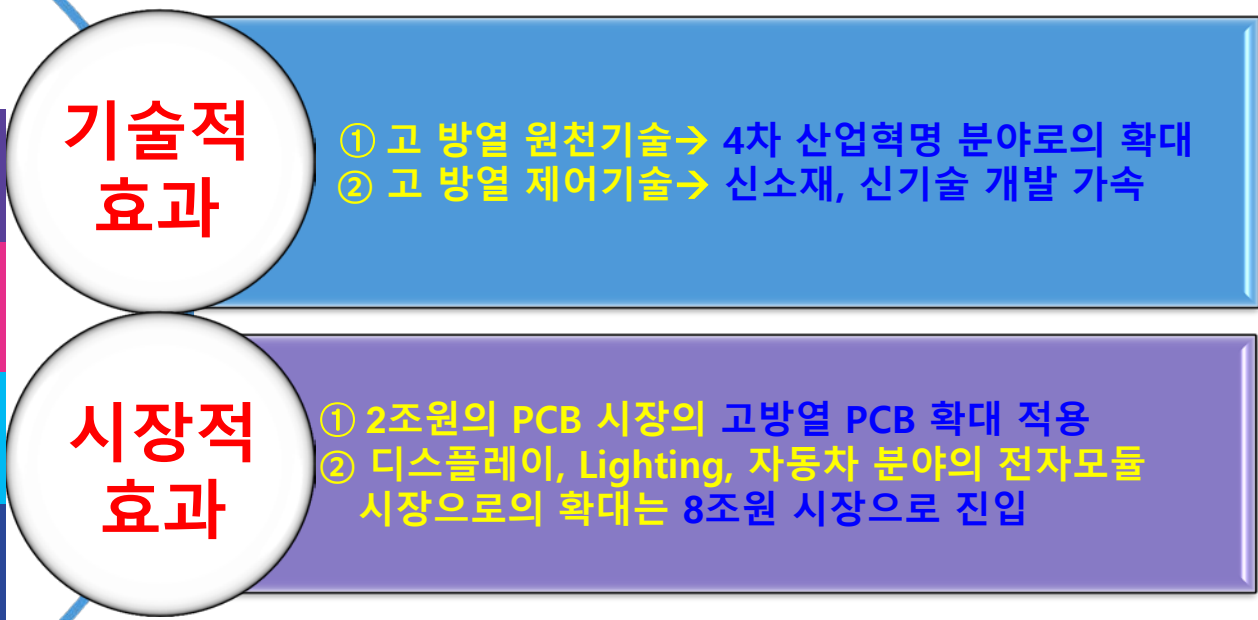 기술적
효과
① 고 방열 원천기술→ 4차 산업혁명 분야로의 확대
② 고 방열 제어기술→ 신소재, 신기술 개발 가속
시장적
효과
① 2조원의 PCB 시장의 고방열 PCB 확대 적용
② 디스플레이, Lighting, 자동차 분야의 전자모듈
시장으로의 확대는 8조원 시장으로 진입